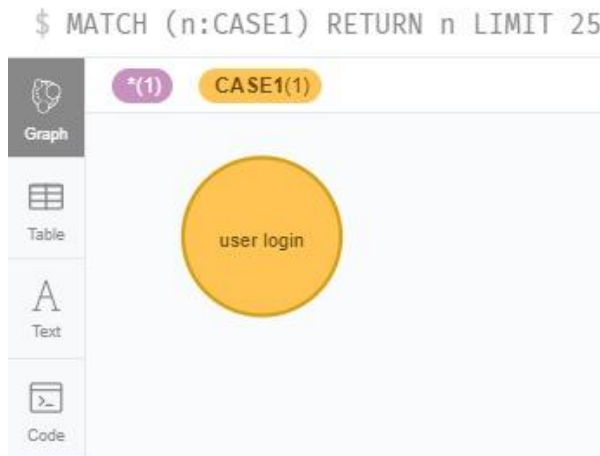 $ MATCH (n:CASE1) RETURN n LIMIT 25
*(1) CASE1(1)
Graph
user login
Table
A
Text
>_
Code